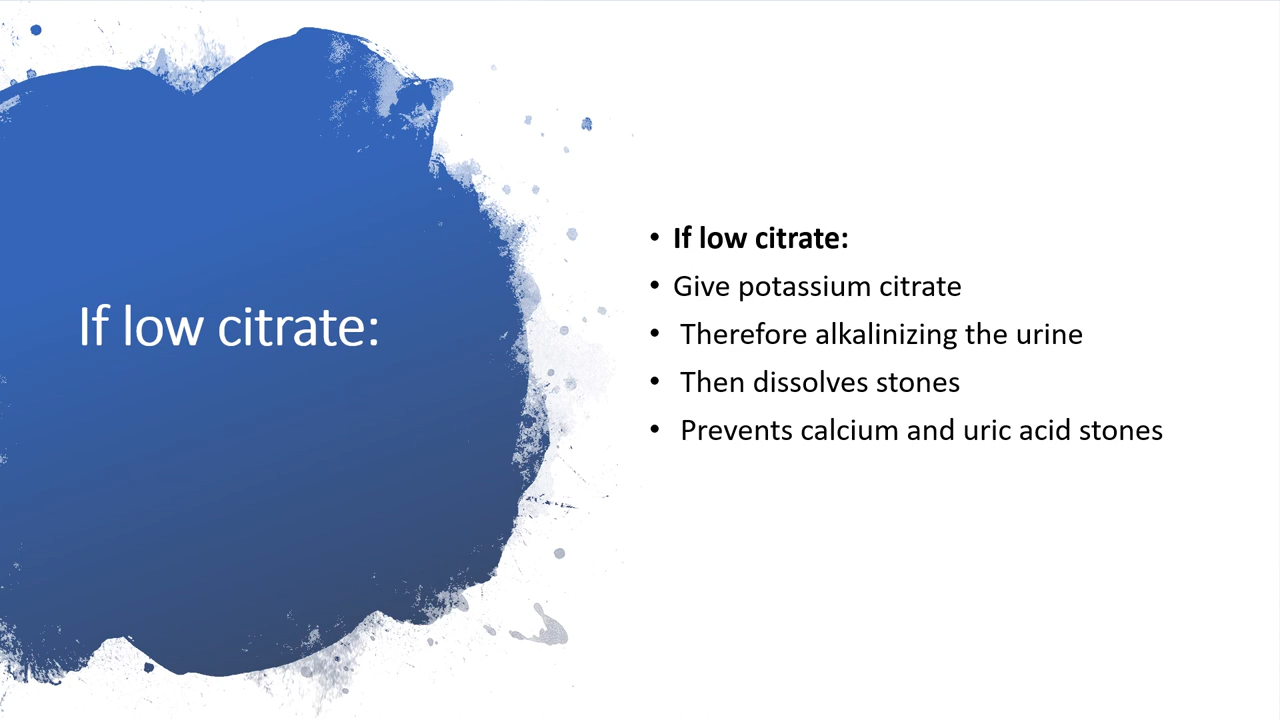 If low citrate:
• If low citrate:
• Give potassium citrate
• Therefore alkalinizing the urine
• Then dissolves stones
• Prevents calcium and uric acid stones